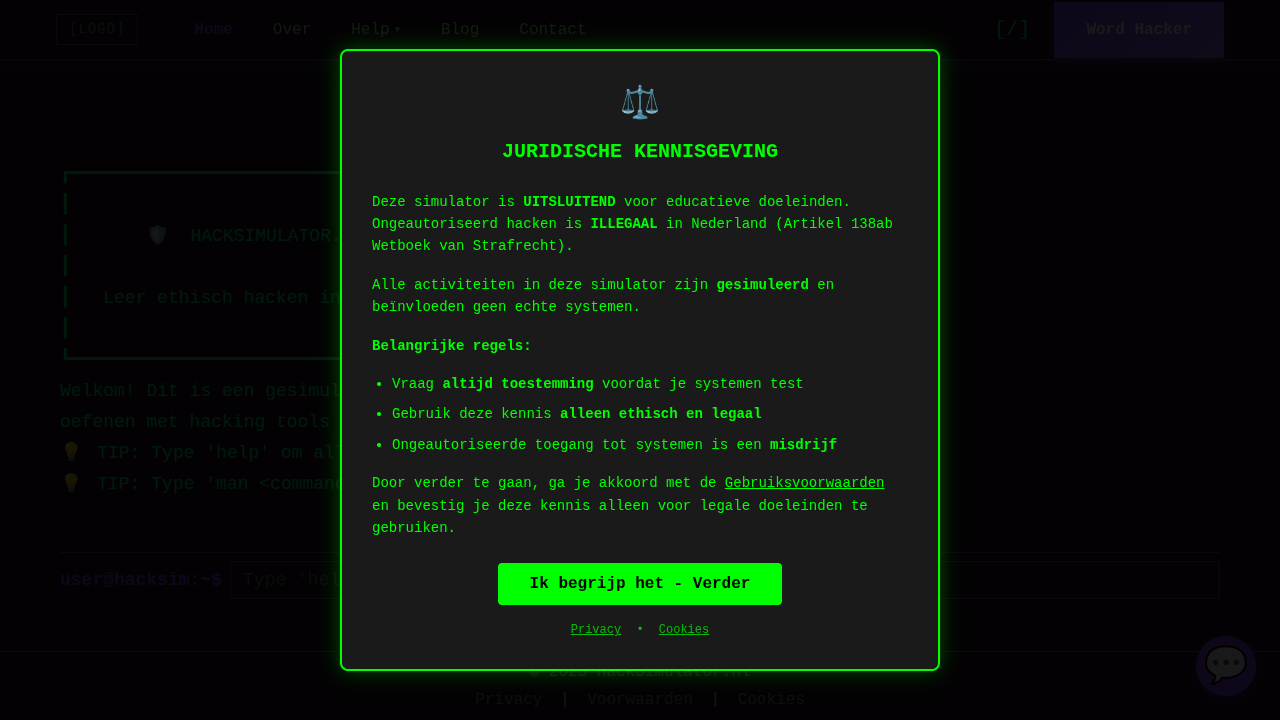 [LOGO] Home Over Help ▾ Blog Contact [/] Word Hacker
JURIDISCHE KENNISGEVING
Deze simulator is UITSLUITEND voor educatieve doeleinden.
Ongeautoriseerd hacken is ILLEGAAL in Nederland (Artikel 138ab
Wetboek van Strafrecht).
Alle activiteiten in deze simulator zijn gesimuleerd en
beïnvloeden geen echte systemen.
Belangrijke regels:
• Vraag altijd toestemming voordat je systemen test
• Gebruik deze kennis alleen ethisch en legaal
• Ongeautoriseerde toegang tot systemen is een misdrijf
Door verder te gaan, ga je akkoord met de Gebruiksvoorwaarden
en bevestig je deze kennis alleen voor legale doeleinden te
gebruiken.
Ik begrijp het - Verder
Privacy • Cookies
HACKSIMULATOR.
Leer ethisch hacken in
Welkom! Dit is een
oefenen met hacking tools
TIP: Type 'help' om
TIP: Type 'man
user@hacksim:~$ Type
© 2025 HackSimulator.nl
Privacy | Voorwaarden | Cookies